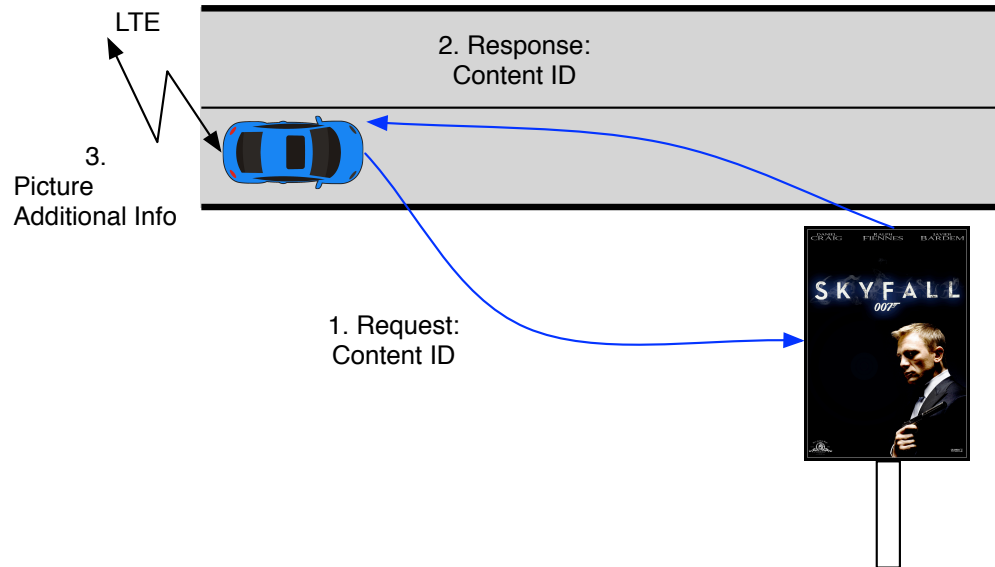 LTE
2. Response:
Content ID
3.
Picture
Additional Info
1. Request:
Content ID
DANIEL RALPH JAVIER
CRAIG FIENNES BARDEM
SKYFALL
007